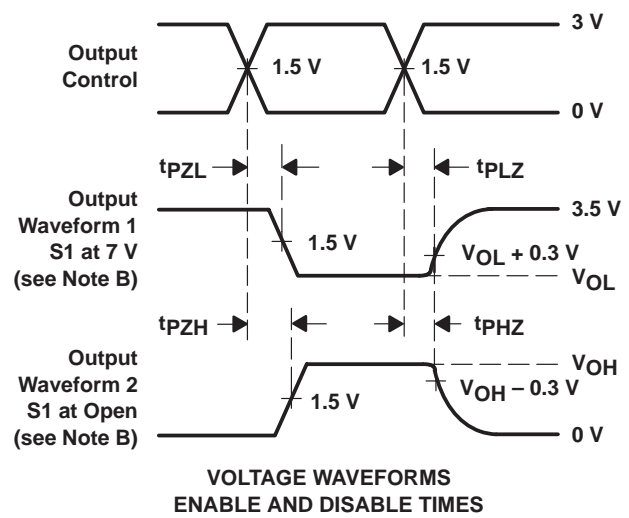 3 V
Output
Control
1.5 V
1.5 V
0 V
tPZL
tPLZ
Output
Waveform 1
S1 at 7 V
(see Note B)
3.5 V
1.5 V
VOL + 0.3 V
VOL
tPZH
tPHZ
Output
Waveform 2
S1 at Open
(see Note B)
VOH
1.5 V
VOH – 0.3 V
0 V
VOLTAGE WAVEFORMS
ENABLE AND DISABLE TIMES